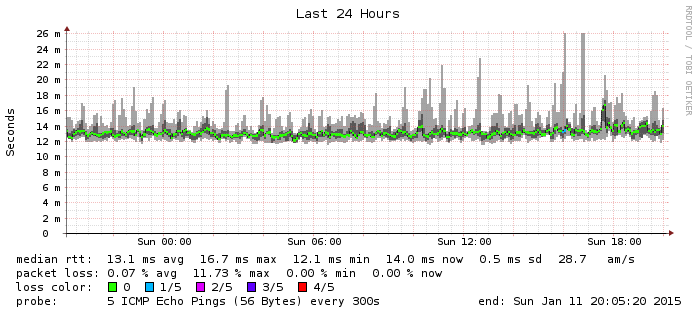 Last 24 Hours
RRDTOOL / TOBI OETIKER
Seconds
26 m
24 m
22 m
20 m
18 m
16 m
14 m
12 m
10 m
8 m
6 m
4 m
2 m
0
Sun 00:00 Sun 06:00 Sun 12:00 Sun 18:00
median rtt: 13.1 ms avg 16.7 ms max 12.1 ms min 14.0 ms now 0.5 ms sd 28.7 am/s
packet loss: 0.07 % avg 11.73 % max 0.00 % min 0.00 % now
loss color: 0 1/5 2/5 3/5 4/5
probe: 5 ICMP Echo Pings (56 Bytes) every 300s end: Sun Jan 11 20:05:20 2015